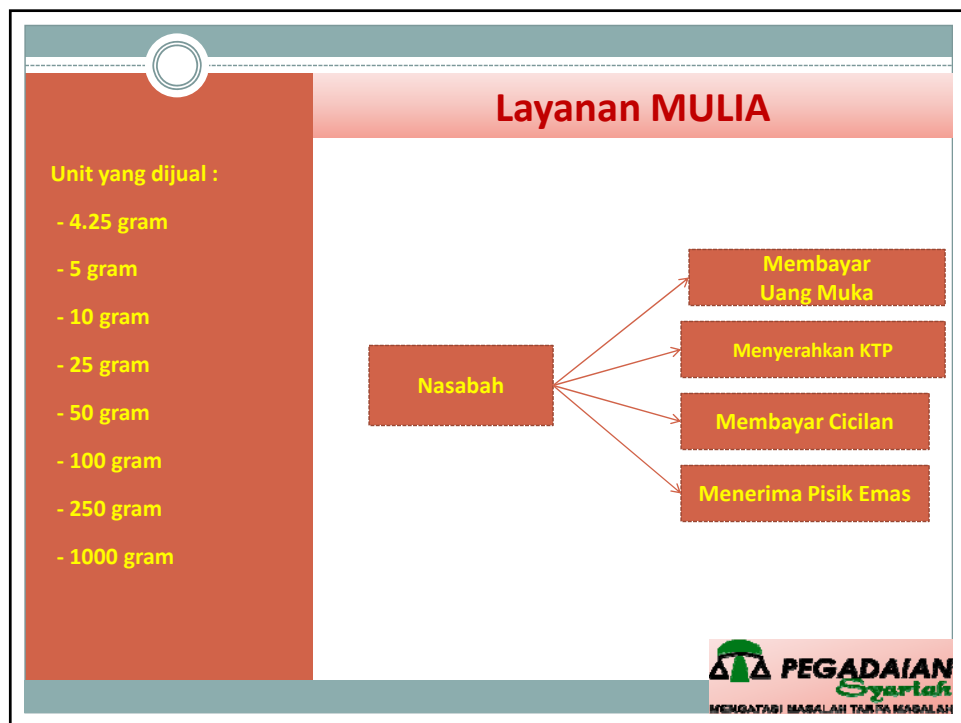 Layanan MULIA
Unit yang dijual :
- 4.25 gram
- 5 gram
- 10 gram
- 25 gram
- 50 gram
- 100 gram
- 250 gram
- 1000 gram
Nasabah
Membayar
Uang Muka
Menyerahkan KTP
Membayar Cicilan
Menerima Pisik Emas
PEGADAIAN
Syariah
MENGATASI MASALAH TANPA MASALAH